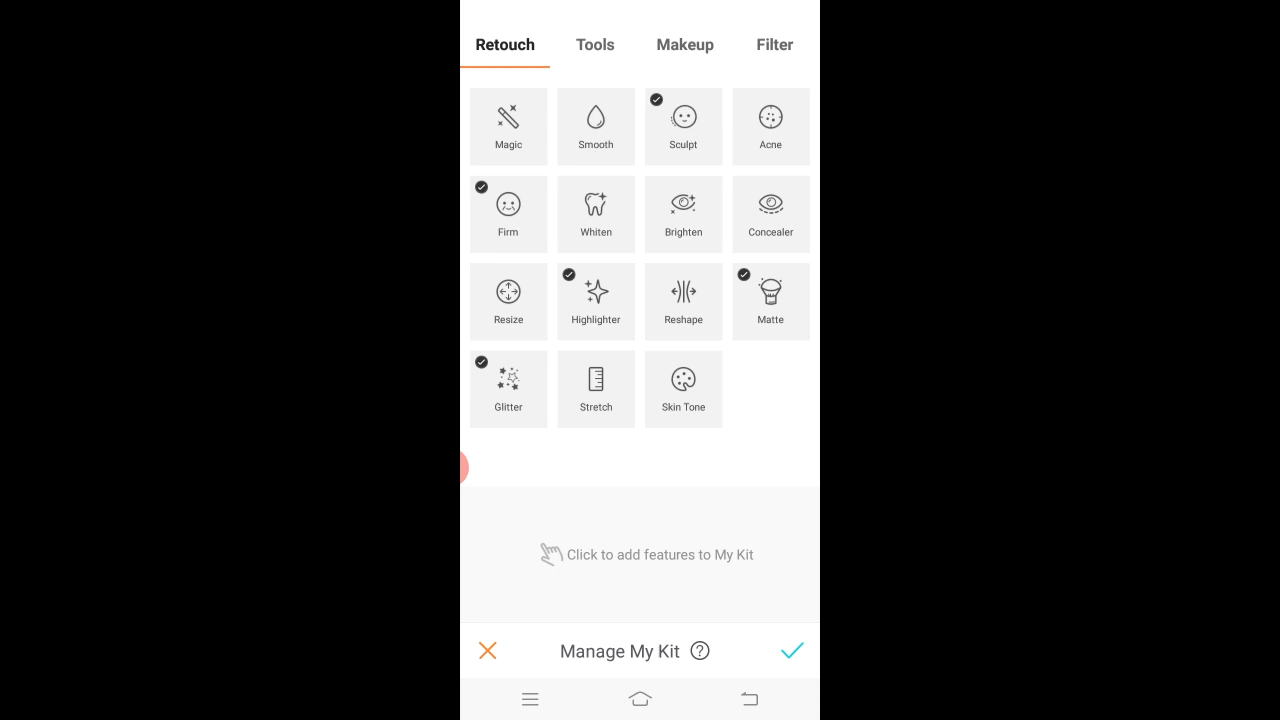 Retouch Tools Makeup Filter
Magic Smooth Sculpt Acne
Firm Whiten Brighten Concealer
Resize Highlighter Reshape Matte
Glitter Stretch Skin Tone
Click to add features to My Kit
Manage My Kit ?